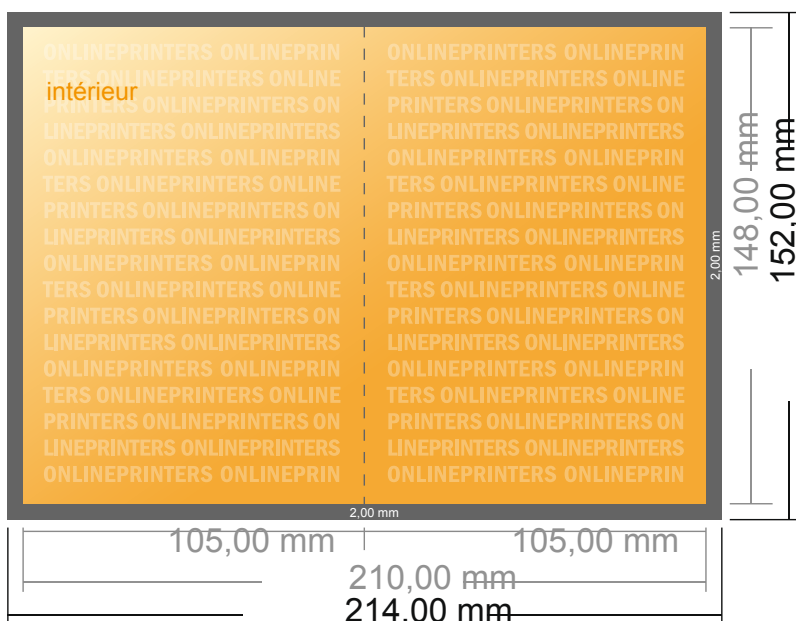 ONLINEPRINTERS ONLINEPRIN
TERS ONLINEPRINTERS ONLINE
intérieur
PRINTERS ONLINEPRINTERS ON
LINEPRINTERS ONLINEPRINTERS
ONLINEPRINTERS ONLINEPRIN
TERS ONLINEPRINTERS ONLINE
PRINTERS ONLINEPRINTERS ON
LINEPRINTERS ONLINEPRINTERS
ONLINEPRINTERS ONLINEPRIN
TERS ONLINEPRINTERS ONLINE
PRINTERS ONLINEPRINTERS ON
LINEPRINTERS ONLINEPRINTERS
ONLINEPRINTERS ONLINEPRIN
TERS ONLINEPRINTERS ONLINE
PRINTERS ONLINEPRINTERS ON
LINEPRINTERS ONLINEPRINTERS
ONLINEPRINTERS ONLINEPRIN
ONLINEPRINTERS ONLINEPRIN
TERS ONLINEPRINTERS ONLINE
PRINTERS ONLINEPRINTERS ON
LINEPRINTERS ONLINEPRINTERS
ONLINEPRINTERS ONLINEPRIN
TERS ONLINEPRINTERS ONLINE
PRINTERS ONLINEPRINTERS ON
LINEPRINTERS ONLINEPRINTERS
ONLINEPRINTERS ONLINEPRIN
TERS ONLINEPRINTERS ONLINE
PRINTERS ONLINEPRINTERS ON
LINEPRINTERS ONLINEPRINTERS
ONLINEPRINTERS ONLINEPRIN
TERS ONLINEPRINTERS ONLINE
PRINTERS ONLINEPRINTERS ON
LINEPRINTERS ONLINEPRINTERS
ONLINEPRINTERS ONLINEPRIN
2,00 mm
148,00 mm
152,00 mm
2,00 mm
105,00 mm
105,00 mm
210,00 mm
214,00 mm